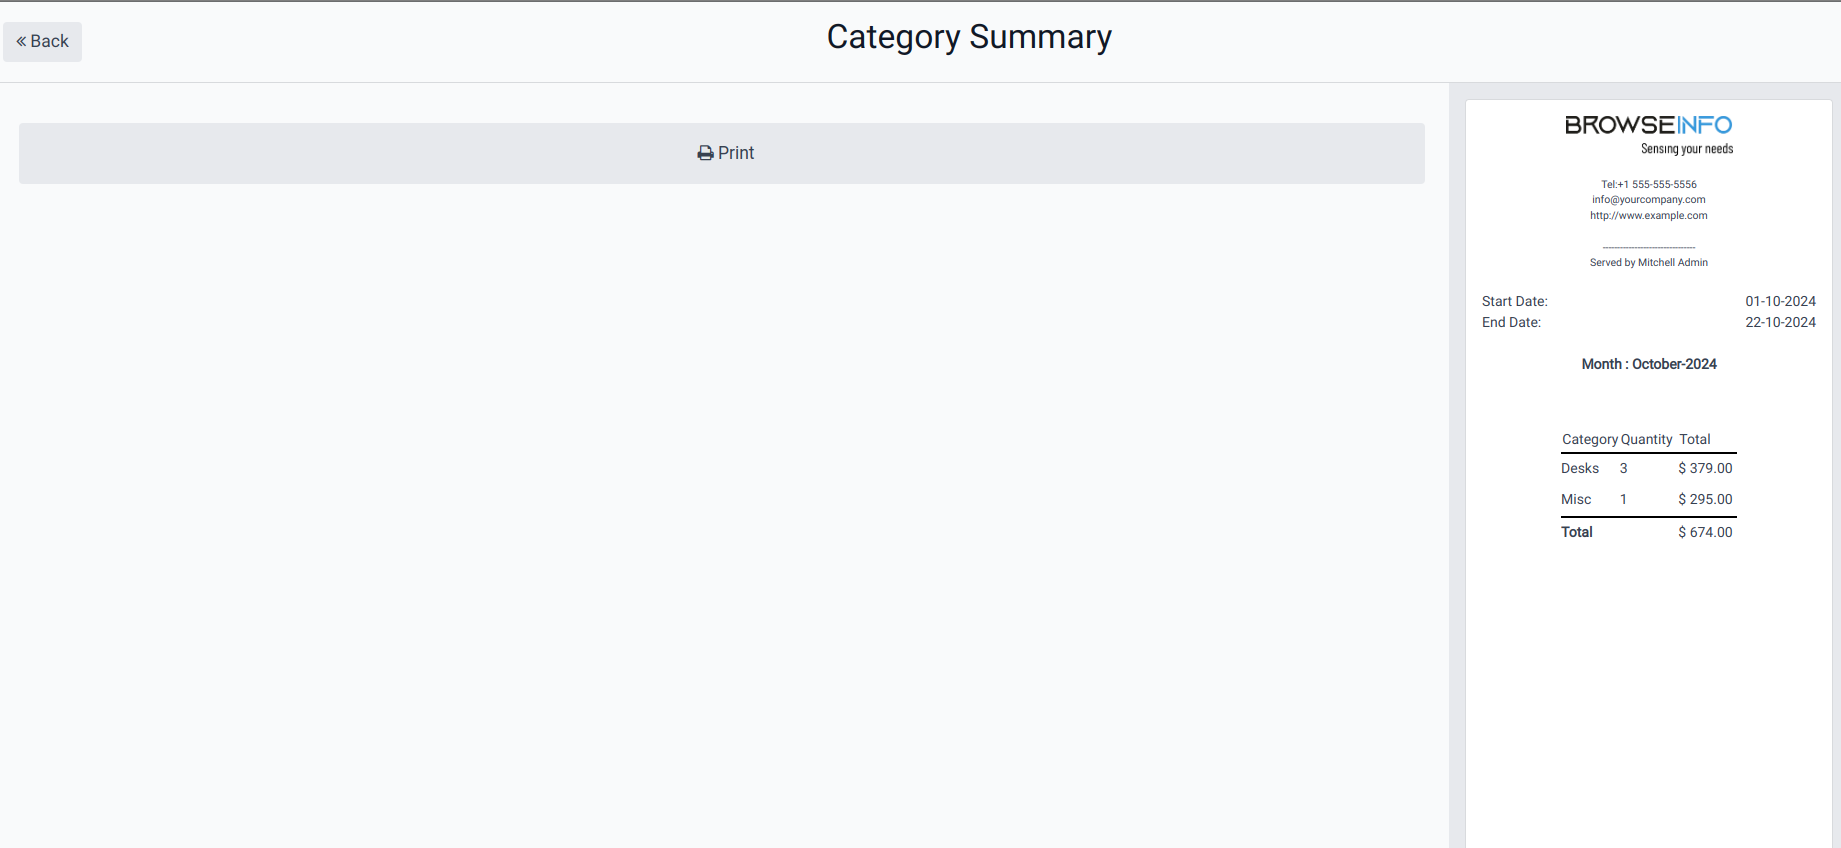 Back
Category Summary
Print
BROWSEINFO
Sensing your needs
Tel:+1 555-555-5556
info@yourcompany.com
http://www.example.com
--------------------------------
Served by Mitchell Admin
Start Date: 01-10-2024
End Date: 22-10-2024
Month : October-2024
Category Quantity Total
Desks 3 $ 379.00
Misc 1 $ 295.00
Total $ 674.00